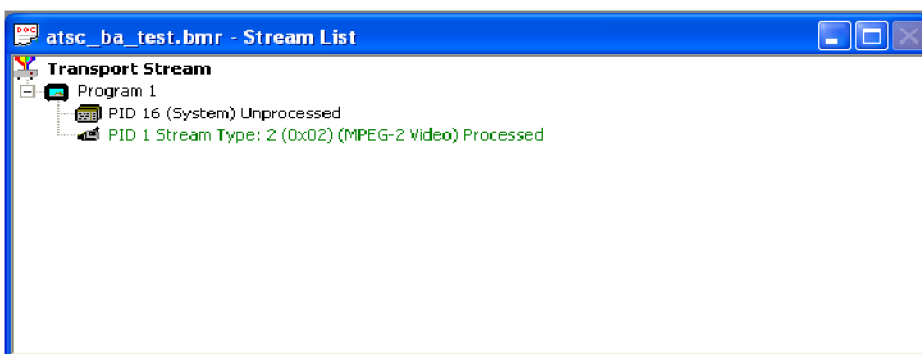 atsc_ba_test.bmr - Stream List
Transport Stream
Program 1
PID 16 (System) Unprocessed
PID 1 Stream Type: 2 (0x02) (MPEG-2 Video) Processed